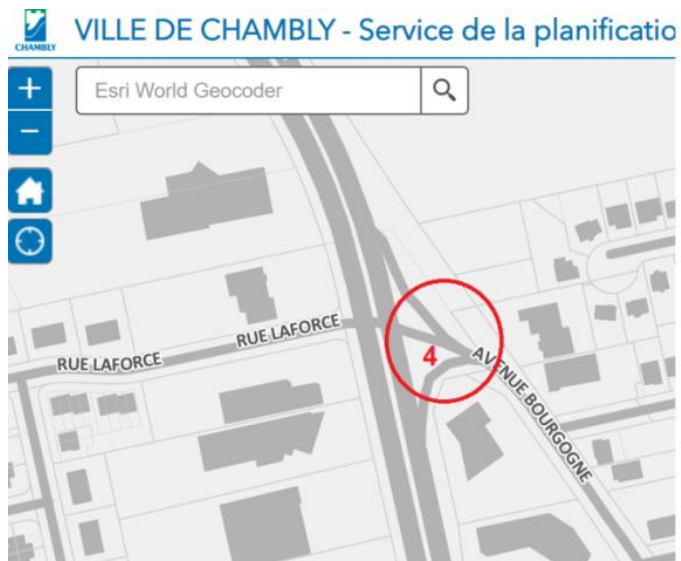 CHAMBLY
VILLE DE CHAMBLY - Service de la planificatio
+
Esri World Geocoder
−
RUE LAFORCE
RUE LAFORCE
4
AVENUE BOURGOGNE